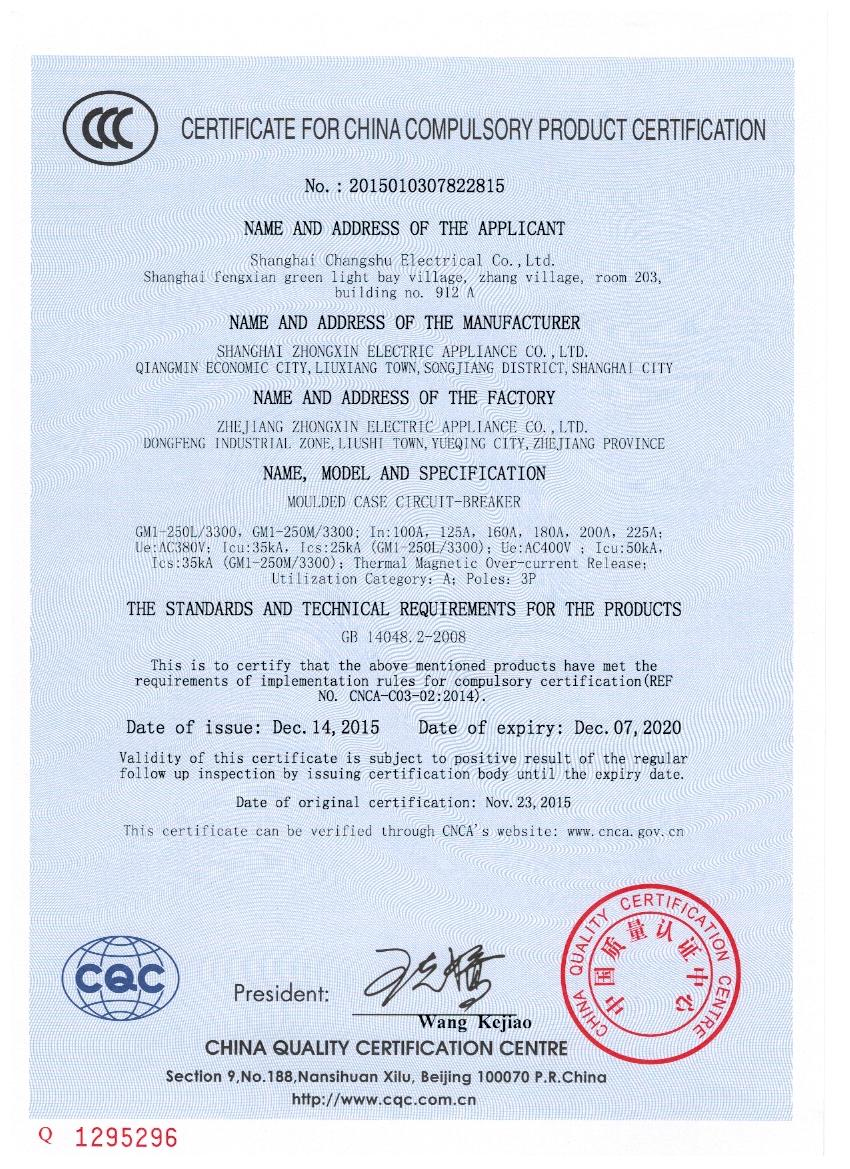 CERTIFICATE FOR CHINA COMPULSORY PRODUCT CERTIFICATION
No.: 2015010307822815
NAME AND ADDRESS OF THE APPLICANT
Shanghai Changshu Electrical Co.,Ltd.
Shanghai fengxian green light bay village, zhang village, room 203,
building no. 912 A
NAME AND ADDRESS OF THE MANUFACTURER
SHANGHAI ZHONGXIN ELECTRIC APPLIANCE CO.,LTD.
QIANGMIN ECONOMIC CITY,LIUXIANG TOWN,SONGJIANG DISTRICT,SHANGHAI CITY
NAME AND ADDRESS OF THE FACTORY
ZHEJIANG ZHONGXIN ELECTRIC APPLIANCE CO.,LTD.
DONGFENG INDUSTRIAL ZONE,LIUSHI TOWN,YUEQING CITY,ZHEJIANG PROVINCE
NAME, MODEL AND SPECIFICATION
MOULDED CASE CIRCUIT-BREAKER
GM1-250L/3300, GM1-250M/3300; In:100A, 125A, 160A, 180A, 200A, 225A;
Ue:AC380V; Icu:35kA, Ics:25kA (GM1-250L/3300); Ue:AC400V ; Icu:50kA,
Ics:35kA (GM1-250M/3300); Thermal Magnetic Over-current Release;
Utilization Category: A; Poles: 3P
THE STANDARDS AND TECHNICAL REQUIREMENTS FOR THE PRODUCTS
GB 14048.2-2008
This is to certify that the above mentioned products have met the
requirements of implementation rules for compulsory certification(REF
NO. CNCA-C03-02:2014).
Date of issue: Dec.14,2015 Date of expiry: Dec.07,2020
Validity of this certificate is subject to positive result of the regular
follow up inspection by issuing certification body until the expiry date.
Date of original certification: Nov.23,2015
This certificate can be verified through CNCA's website: www.cnca.gov.cn
CHINA QUALITY CERTIFICATION CENTRE
中国质量认证中心
CQC
President:
Wang Kejiao
CHINA QUALITY CERTIFICATION CENTRE
Section 9,No.188,Nansihuan Xilu, Beijing 100070 P.R.China
http://www.cqc.com.cn
Q 1295296